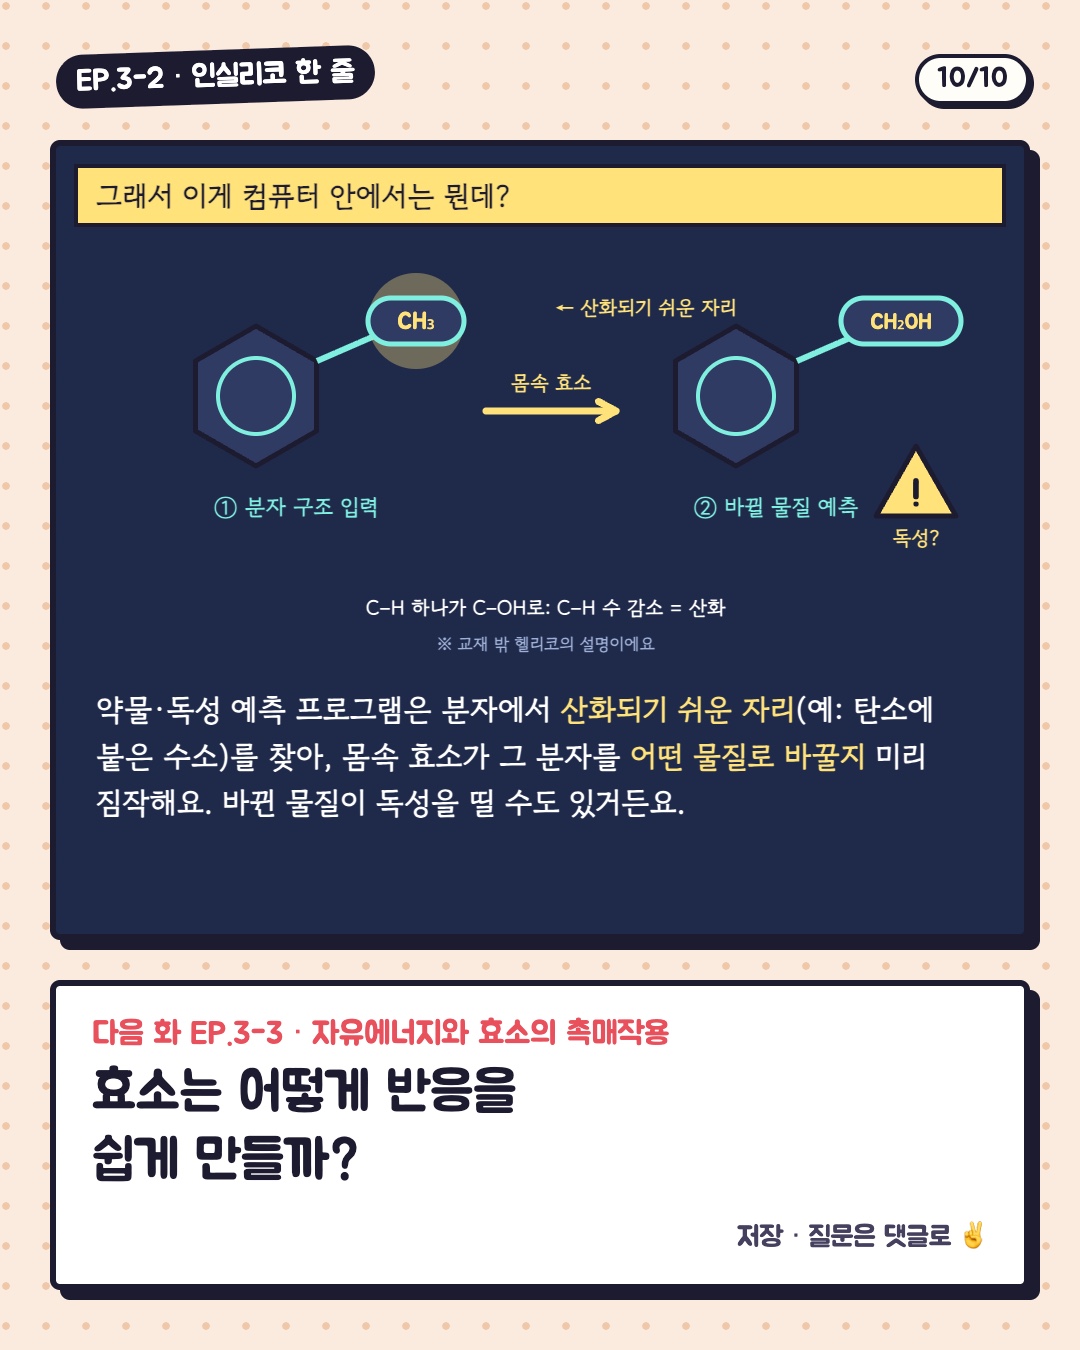 EP.3-2 · 인실리코 한 줄
10/10
그래서 이게 컴퓨터 안에서는 뭔데?
CH₃
← 산화되기 쉬운 자리
CH₂OH
몸속 효소
① 분자 구조 입력
② 바뀔 물질 예측
!
독성?
C–H 하나가 C–OH로: C–H 수 감소 = 산화
※ 교재 밖 헬리코의 설명이에요
약물·독성 예측 프로그램은 분자에서 산화되기 쉬운 자리(예: 탄소에
붙은 수소)를 찾아, 몸속 효소가 그 분자를 어떤 물질로 바꿀지 미리
짐작해요. 바뀐 물질이 독성을 띨 수도 있거든요.
다음 화 EP.3-3 · 자유에너지와 효소의 촉매작용
효소는 어떻게 반응을
쉽게 만들까?
저장 · 질문은 댓글로 ✌️